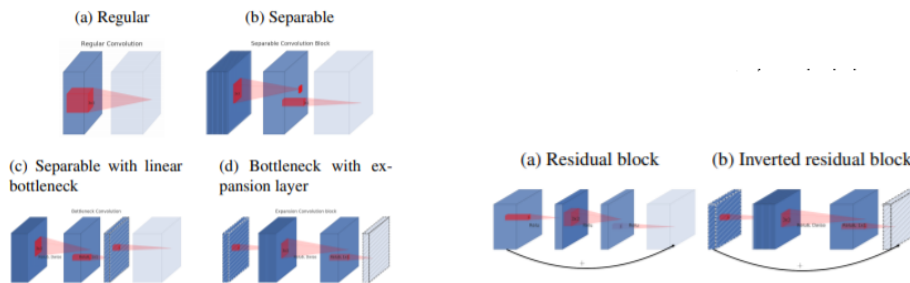 (a) Regular
(b) Separable
Regular Convolution
Separable Convolution Block
(c) Separable with linear
bottleneck
(d) Bottleneck with ex-
pansion layer
Bottleneck Convolution
Expansion Convolution block
(a) Residual block
(b) Inverted residual block